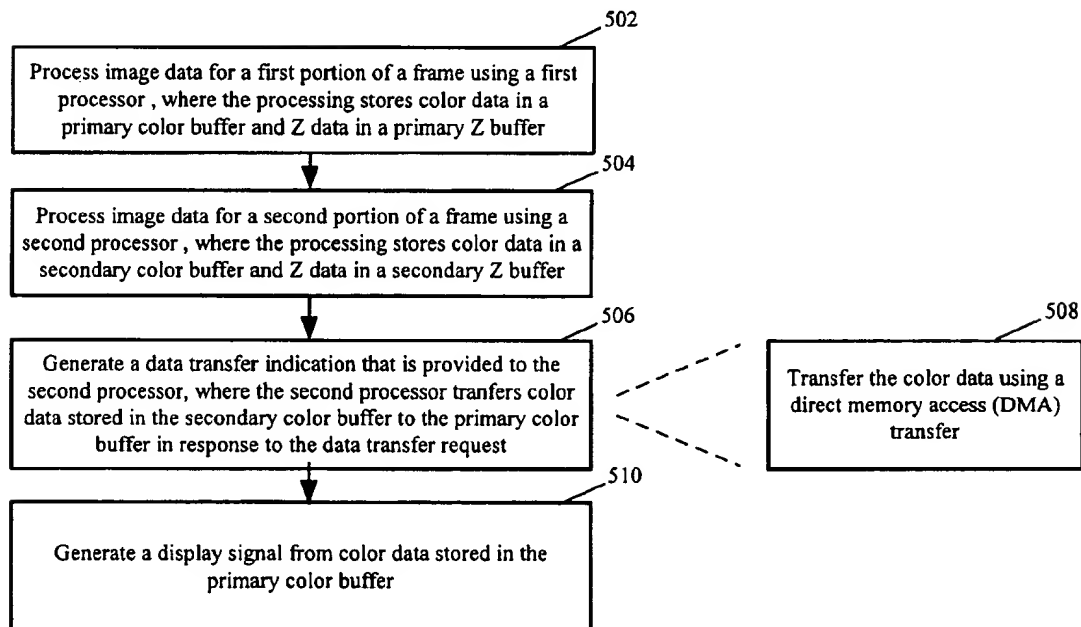 502
Process image data for a first portion of a frame using a first
processor , where the processing stores color data in a
primary color buffer and Z data in a primary Z buffer
504
Process image data for a second portion of a frame using a
second processor , where the processing stores color data in a
secondary color buffer and Z data in a secondary Z buffer
506
Generate a data transfer indication that is provided to the
second processor, where the second processor tranfers color
data stored in the secondary color buffer to the primary color
buffer in response to the data transfer request
508
Transfer the color data using a
direct memory access (DMA)
transfer
510
Generate a display signal from color data stored in the
primary color buffer